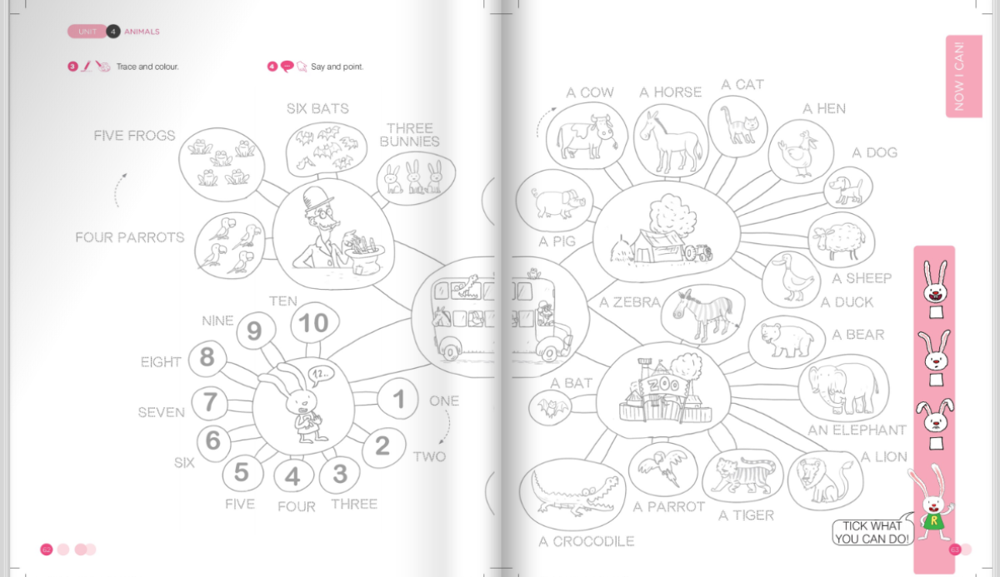 UNIT 4 ANIMALS
3 Trace and colour.
4 Say and point.
SIX BATS
FIVE FROGS
THREE
BUNNIES
FOUR PARROTS
TEN
NINE
10
9
EIGHT
8
12..
SEVEN
7
1
ONE
6
SIX
2
TWO
5
4
3
FIVE
FOUR
THREE
62
NOW I CAN!
A COW
A HORSE
A CAT
A HEN
A DOG
A PIG
A SHEEP
A DUCK
A ZEBRA
A BEAR
A BAT
ZOO
AN ELEPHANT
A LION
A PARROT
A TIGER
A CROCODILE
R
TICK WHAT
YOU CAN DO!
63